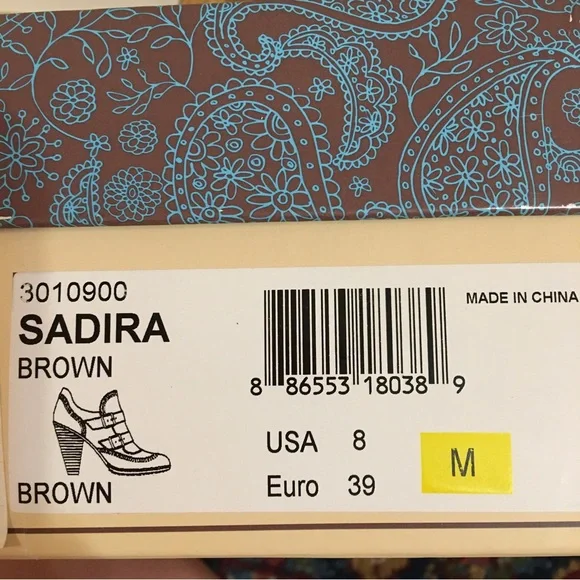 3010900
SADIRA
BROWN
BROWN
8 86553 18038 9
MADE IN CHINA
USA 8
Euro 39
M